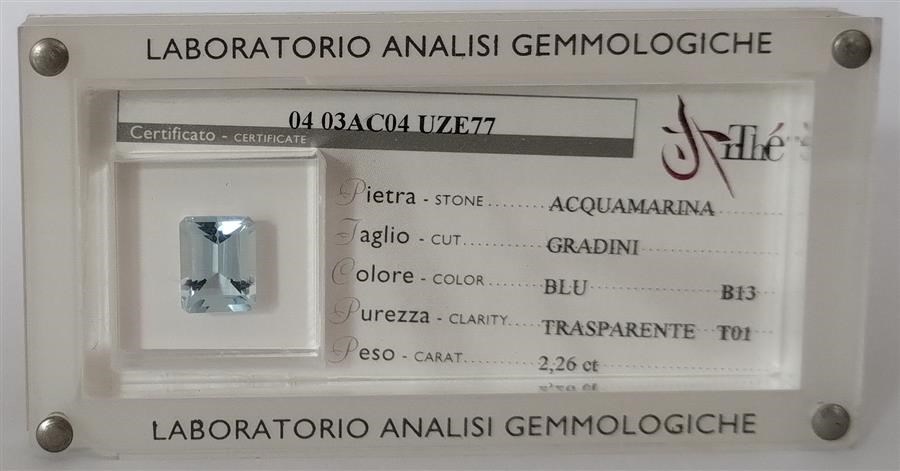 LABORATORIO ANALISI GEMMOLOGICHE
04 03AC04 UZE77
Certificato - CERTIFICATE
Pietra - STONE ACQUAMARINA
Taglio - CUT GRADINI
Colore - COLOR BLU B13
Purezza - CLARITY TRASPARENTE T01
Peso - CARAT 2,26 ct
LABORATORIO ANALISI GEMMOLOGICHE